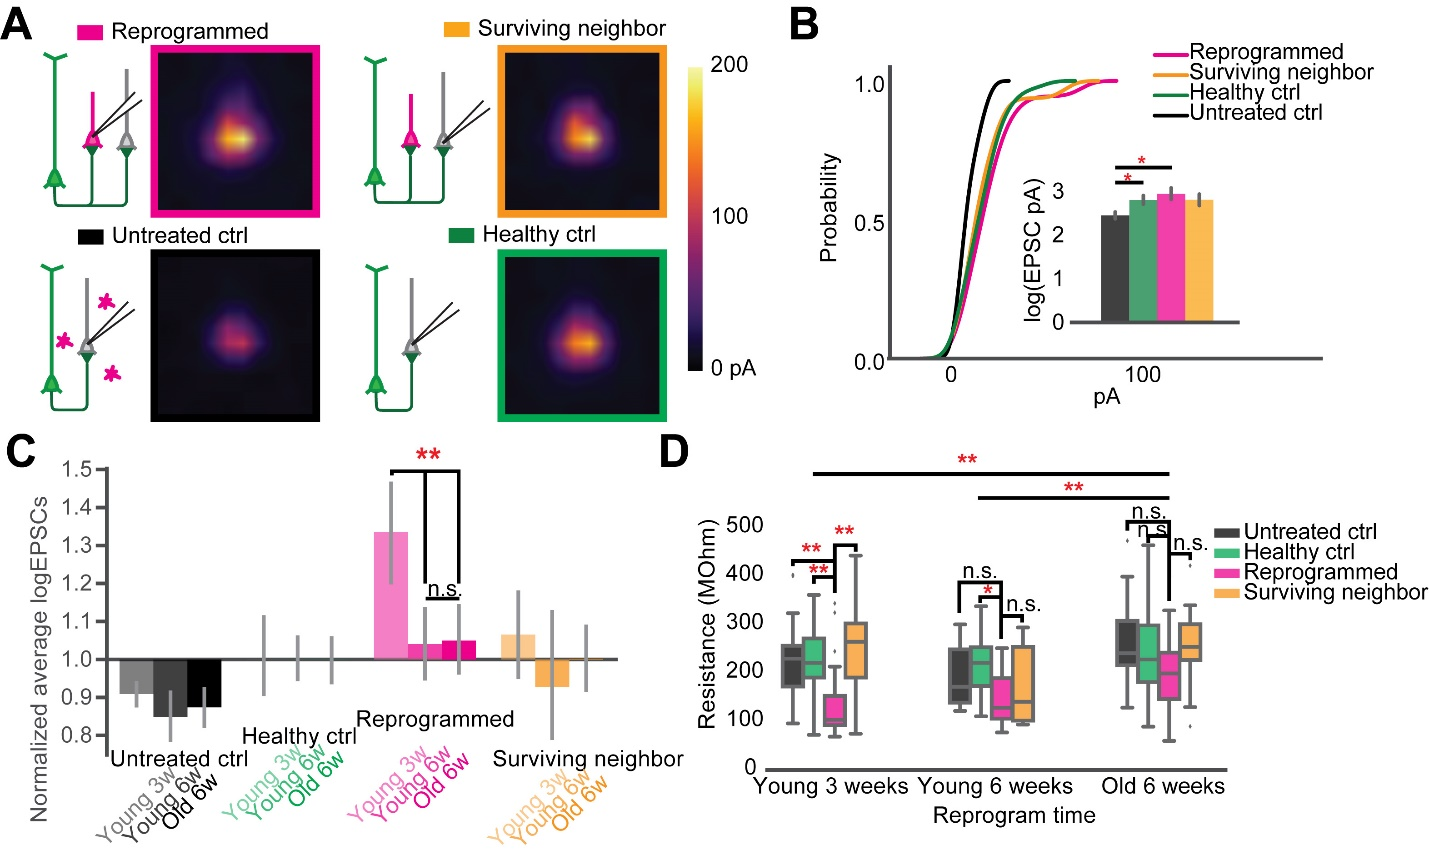 A
Reprogrammed
Surviving neighbor
200
100
0 pA
Untreated ctrl
Healthy ctrl
B
Reprogrammed
Surviving neighbor
Healthy ctrl
Untreated ctrl
1.0
0.5
0.0
Probability
0
100
pA
log(EPSC pA)
3
2
1
0
*
*
C
Normalized average logEPSCs
1.5
1.4
1.3
1.2
1.1
1.0
0.9
0.8
**
n.s.
Untreated ctrl
Healthy ctrl
Reprogrammed
Surviving neighbor
Young 3w
Young 6w
Old 6w
Young 3w
Young 6w
Old 6w
Young 3w
Young 6w
Old 6w
Young 3w
Young 6w
Old 6w
D
Resistance (MOhm)
500
400
300
200
100
0
**
**
**
**
**
n.s.
*
n.s.
n.s.
n.s
n.s.
Untreated ctrl
Healthy ctrl
Reprogrammed
Surviving neighbor
Young 3 weeks
Young 6 weeks
Old 6 weeks
Reprogram time